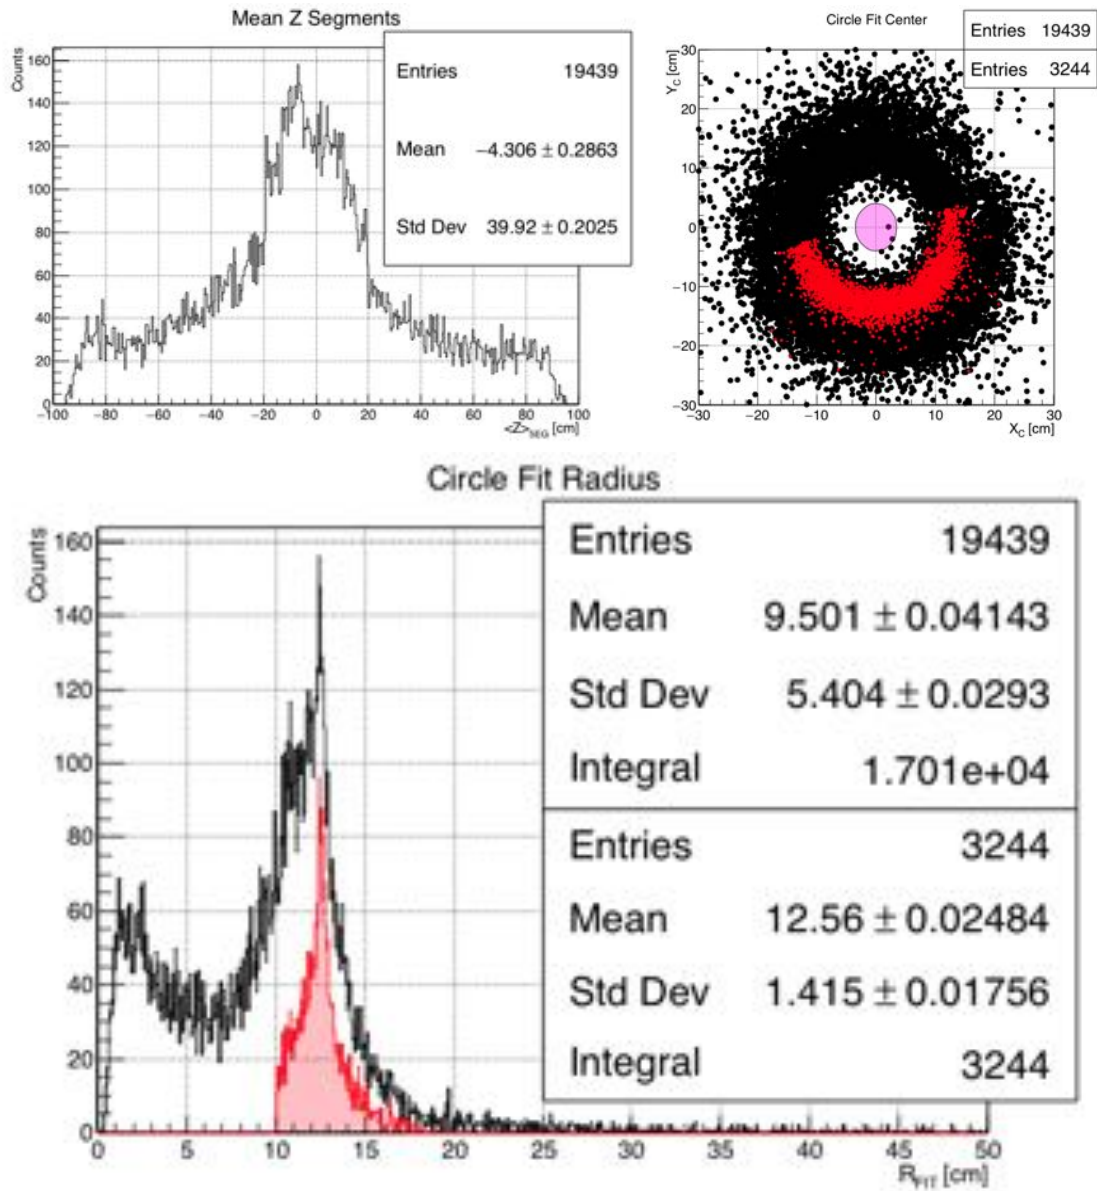 Mean Z Segments
Counts
160
140
120
100
80
60
40
20
0
Entries 19439
Mean −4.306 ± 0.2863
Std Dev 39.92 ± 0.2025
−100 −80 −60 −40 −20 0 20 40 60 80 100
<Z>SEG [cm]
Circle Fit Center
Entries 19439
Entries 3244
YC [cm]
30
20
10
0
−10
−20
−30
−30 −20 −10 0 10 20 30
XC [cm]
Circle Fit Radius
Counts
160
140
120
100
80
60
40
20
0
Entries 19439
Mean 9.501 ± 0.04143
Std Dev 5.404 ± 0.0293
Integral 1.701e+04
Entries 3244
Mean 12.56 ± 0.02484
Std Dev 1.415 ± 0.01756
Integral 3244
0 5 10 15 20 25 30 35 40 45 50
RFIT [cm]